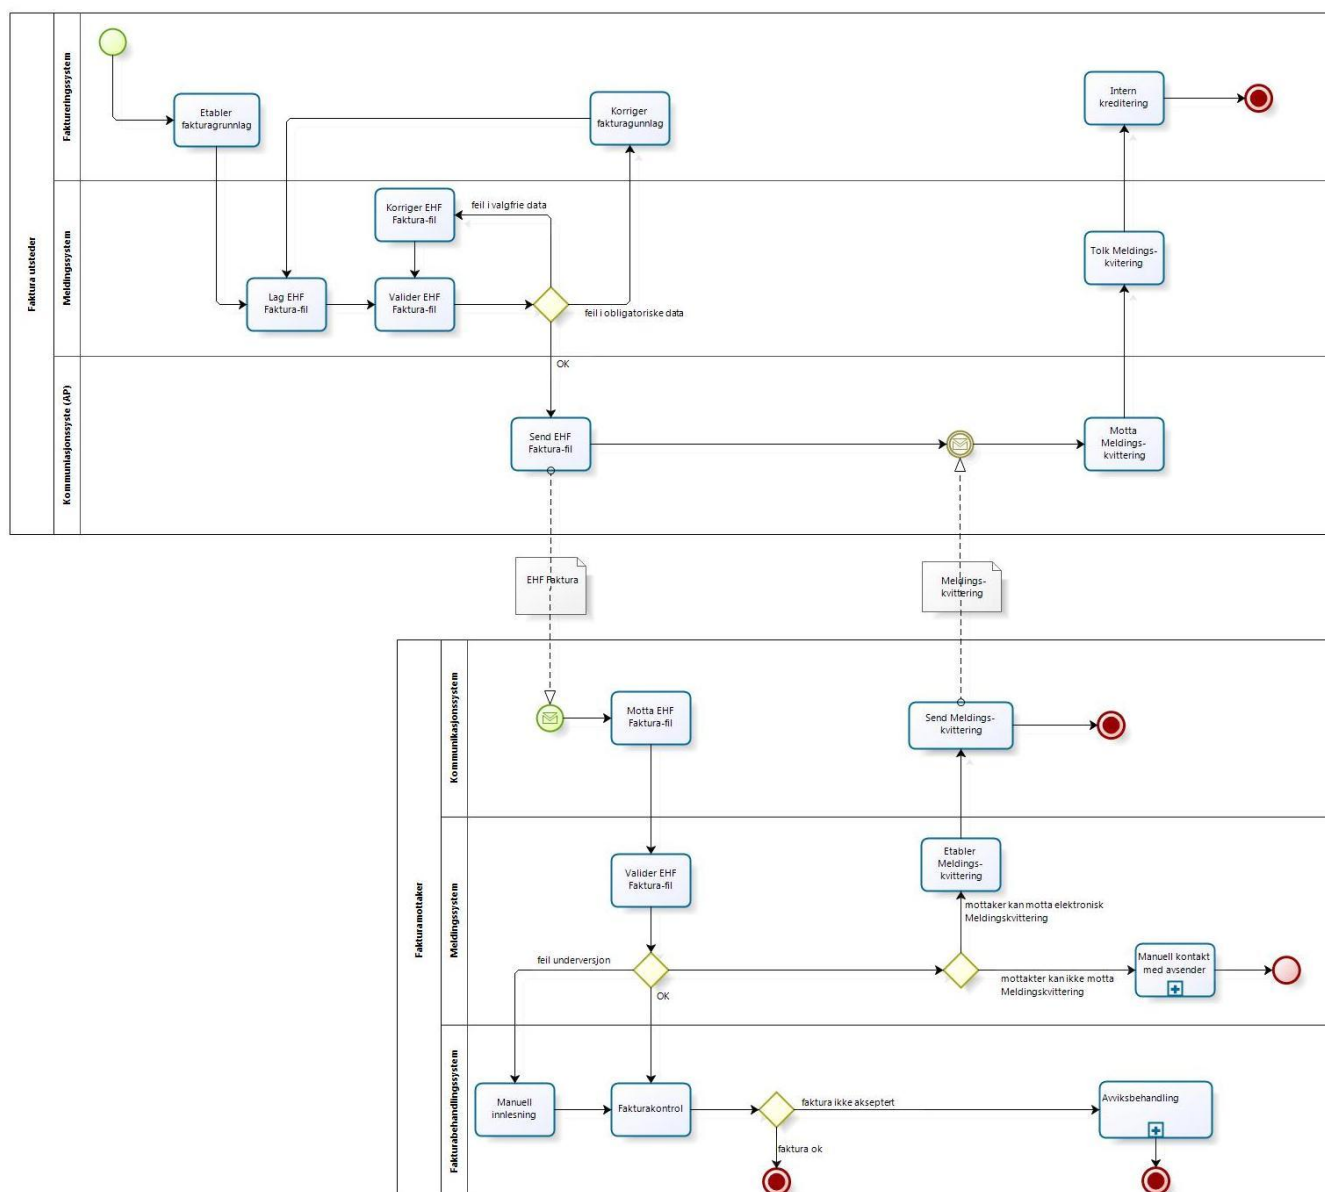 Faktura utsteder
Faktureringssystem
Etabler
fakturagrunnlag
Korriger
fakturagunnlag
Intern
kreditering
Meldingssystem
Korriger EHF
Faktura-fil
feil i valgfrie data
Tolk Meldings-
kvitering
Lag EHF
Faktura-fil
Valider EHF
Faktura-fil
feil i obligatoriske data
Kommuniasjonssyste (AP)
OK
Send EHF
Faktura-fil
Motta
Meldings-
kvittering
EHF Faktura
Meldings-
kvittering
Fakturamottaker
Kommunikasjonssystem
Motta EHF
Faktura-fil
Send Meldings-
kvittering
Meldingssystem
Valider EHF
Faktura-fil
Etabler
Meldings-
kvittering
mottaker kan motta elektronisk
Meldingskvittering
feil underversjon
OK
mottakter kan ikke motta
Meldingskvittering
Manuell kontakt
med avsender
Fakturabehandlingssystem
Manuell
innlesning
Fakturakontrol
faktura ikke akseptert
faktura ok
Avviksbehandling